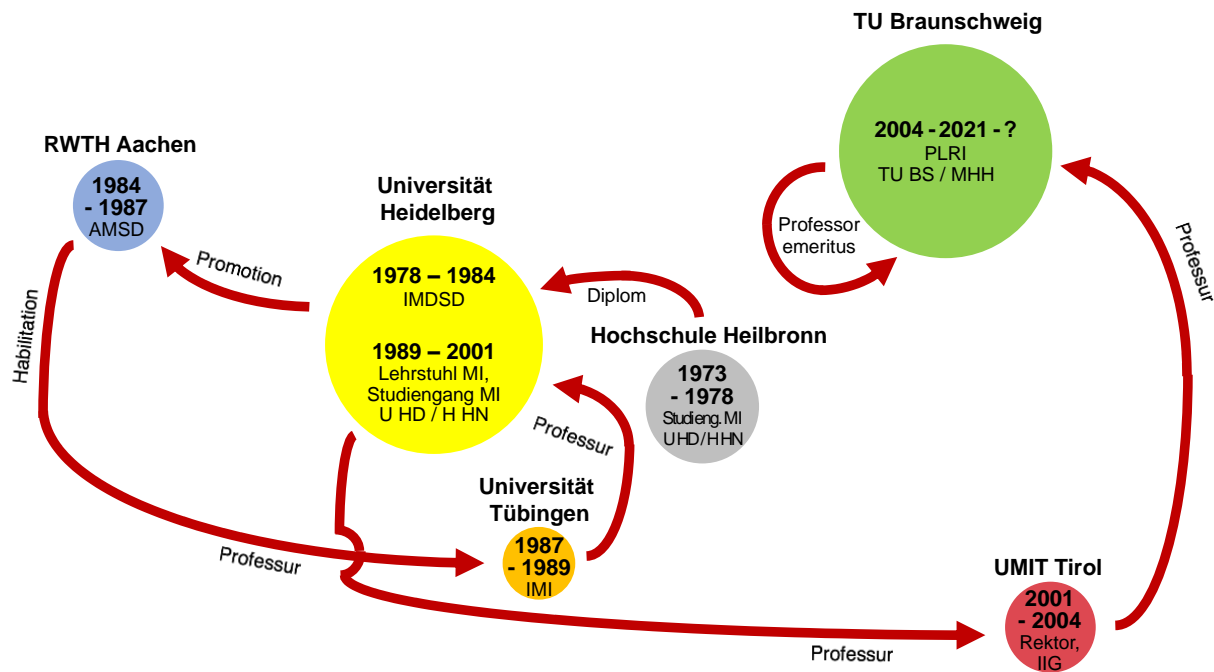 TU Braunschweig
2004 - 2021 - ?
PLRI
TU BS / MHH
Professor
emeritus
Professur
RWTH Aachen
1984
- 1987
AMSD
Promotion
Habilitation
Universität
Heidelberg
1978 – 1984
IMDSD
1989 – 2001
Lehrstuhl MI,
Studiengang MI
U HD / H HN
Diplom
Hochschule Heilbronn
1973
- 1978
Studieng. MI
U HD / H HN
Professur
Universität
Tübingen
1987
- 1989
IMI
Professur
UMIT Tirol
2001
- 2004
Rektor,
IIG
Professur